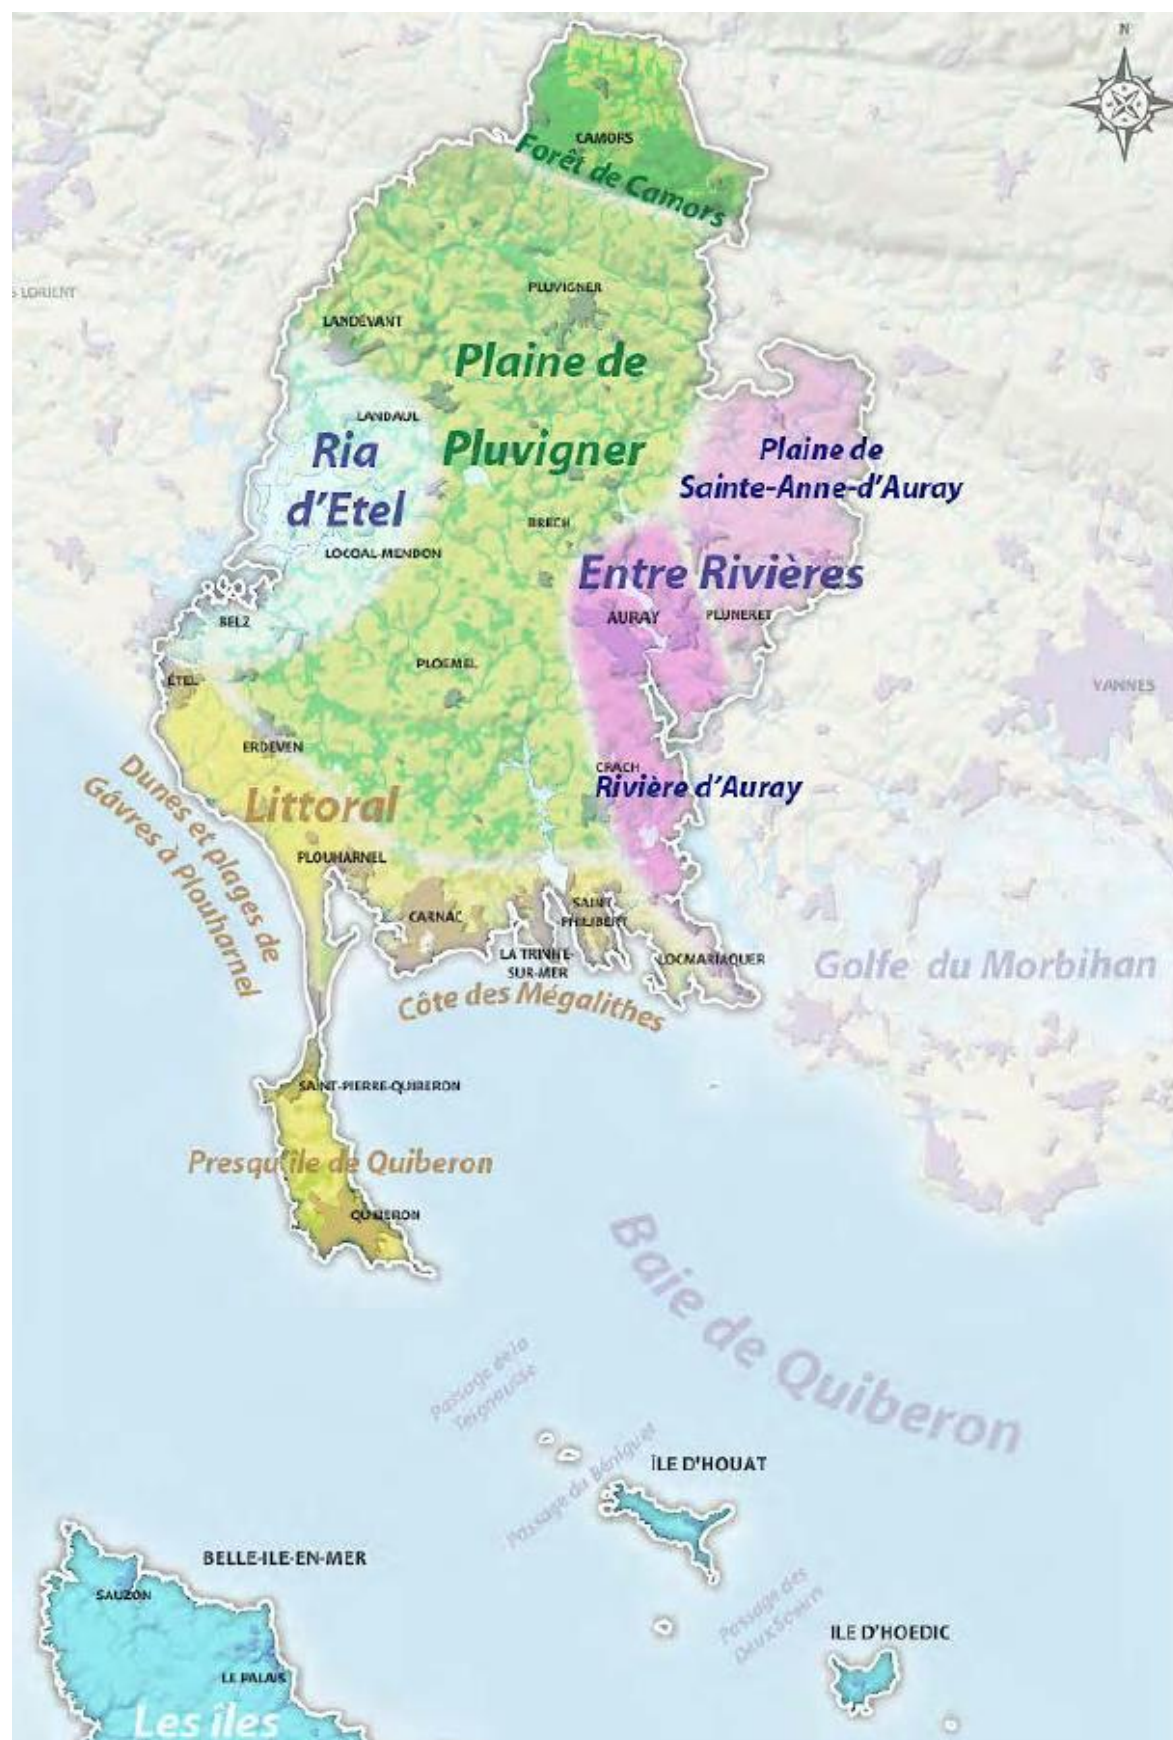 N
CAMORS
Forêt de Camors
LORIENT
PLUVIGNER
LANDÉVANT
Plaine de
Pluvigner
LANDAUL
Ria
d'Etel
Plaine de
Sainte-Anne-d'Auray
BRECH
LOCOAL-MENDON
Entre Rivières
AURAY
PLUNERET
BELZ
PLOEMEL
ÉTEL
VANNES
ERDEVEN
CRACH
Rivière d'Auray
Littoral
Dunes et plages de
Gâvres à Plouharnel
PLOUHARNEL
CARNAC
SAINT-
PHILIBERT
LA TRINITE-
SUR-MER
LOCMARIAQUER
Golfe du Morbihan
Côte des Mégalithes
SAINT-PIERRE-QUIBERON
Presqu'île de Quiberon
QUIBERON
Baie de Quiberon
Passage de la
Teignouse
Passage du Béniguet
ÎLE D'HOUAT
BELLE-ILE-EN-MER
SAUZON
Passage des
ILE D'HOEDIC
LE PALAIS
Les îles